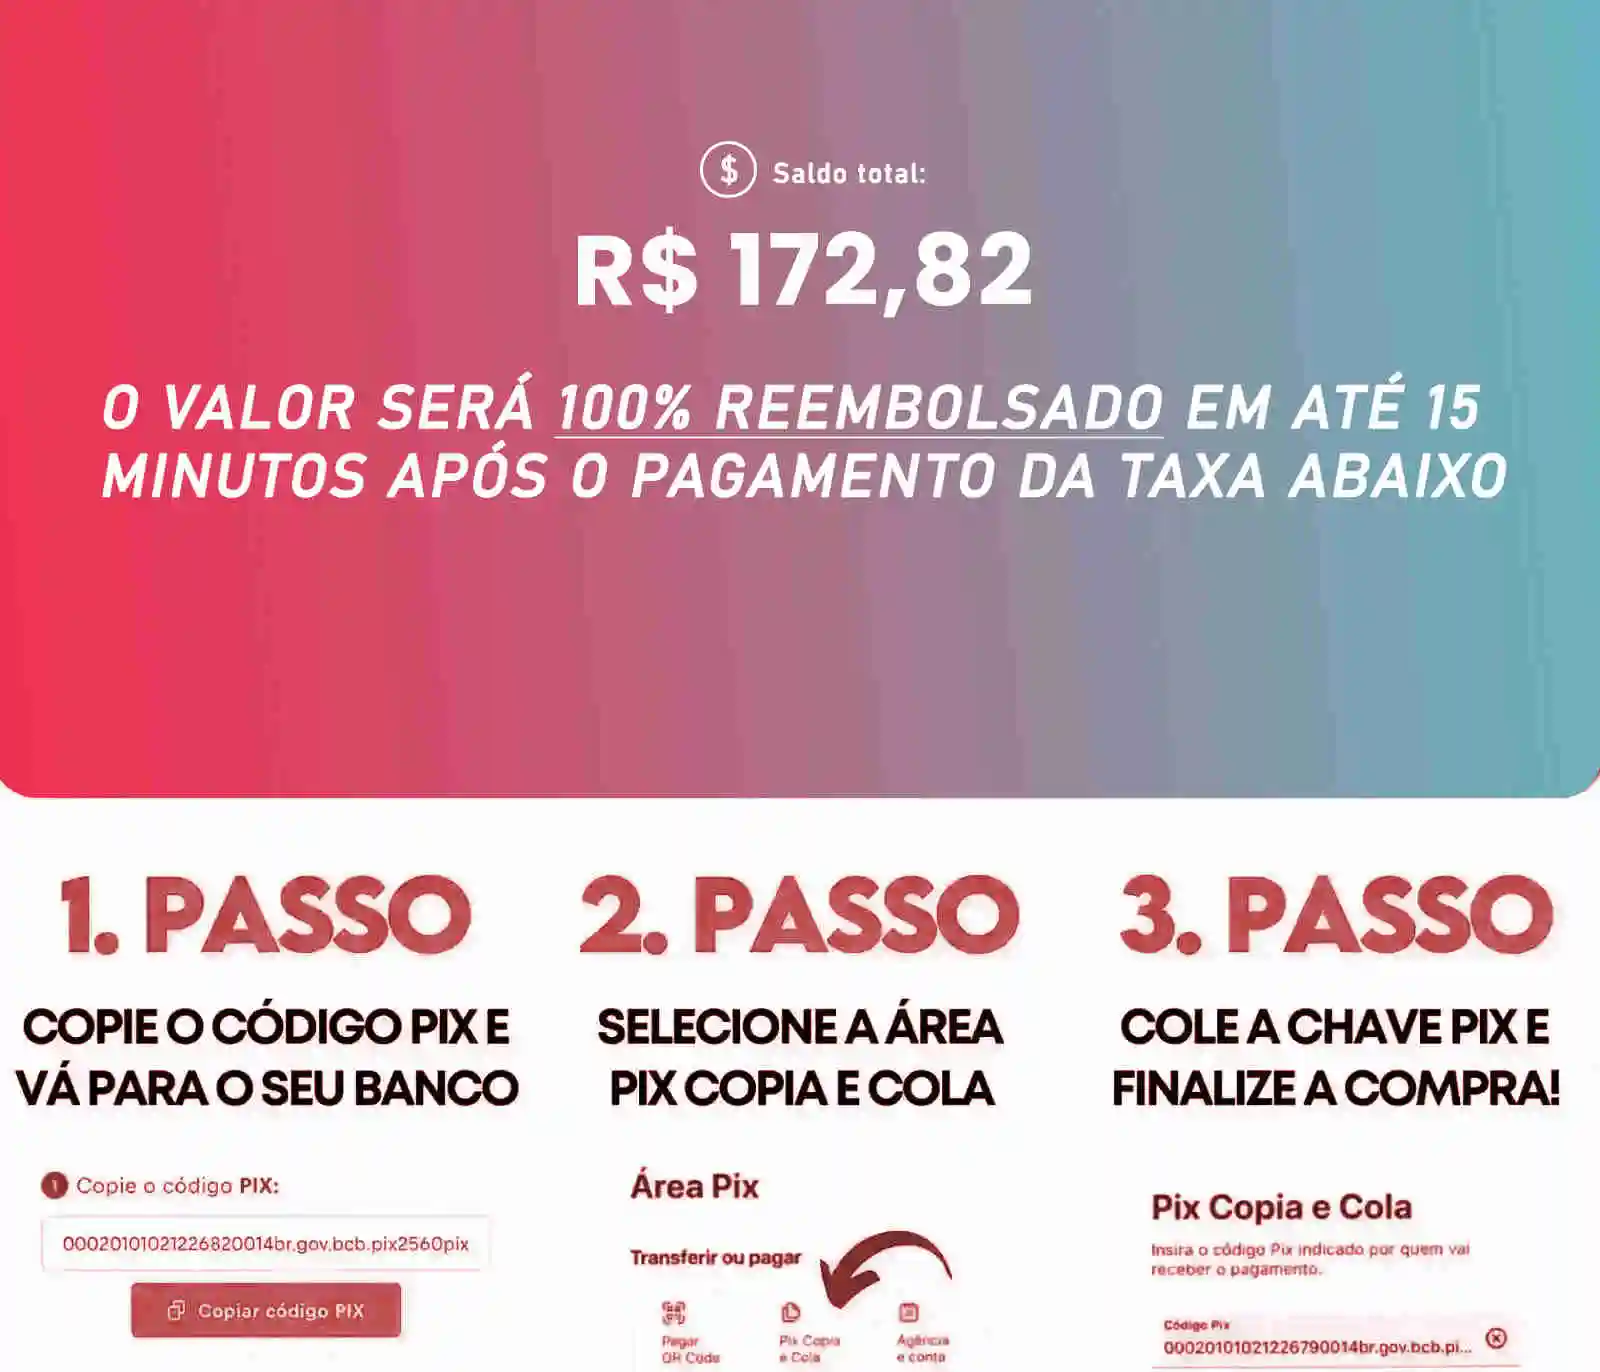 Saldo total:
R$ 172,82
O VALOR SERÁ 100% REEMBOLSADO EM ATÉ 15
MINUTOS APÓS O PAGAMENTO DA TAXA ABAIXO
1. PASSO
COPIE O CÓDIGO PIX E
VÁ PARA O SEU BANCO
1 Copie o código PIX:
00020101021226820014br.gov.bcb.pix2560pix
Copiar código PIX
2. PASSO
SELECIONE A ÁREA
PIX COPIA E COLA
Área Pix
Transferir ou pagar
Pagar
QR Code
Pix Copia
e Cola
Agência
e conta
3. PASSO
COLE A CHAVE PIX E
FINALIZE A COMPRA!
Pix Copia e Cola
Insira o código Pix indicado por quem vai
receber o pagamento.
Código Pix
00020101021226790014br.gov.bcb.pi...